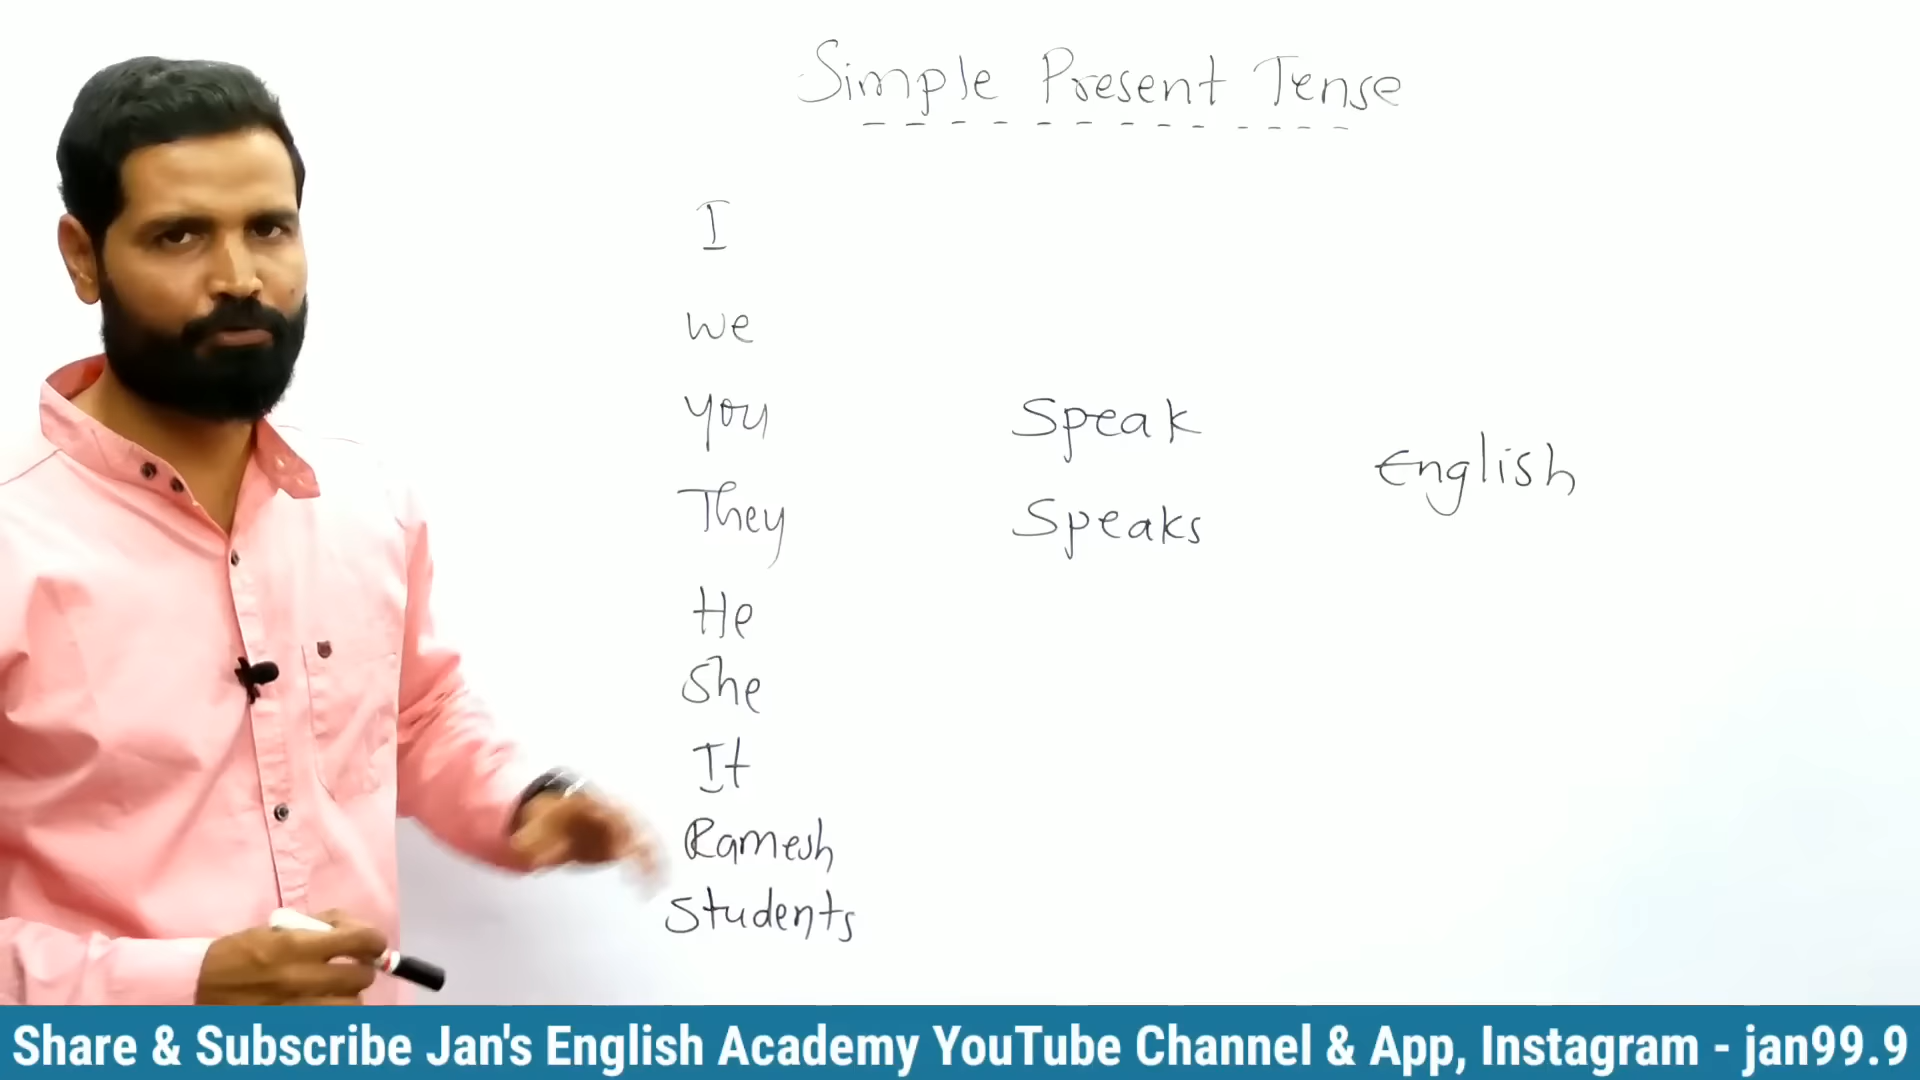 Simple Present Tense
I
we
you
They
He
She
It
Ramesh
Students
Speak
Speaks
English
Share & Subscribe Jan's English Academy YouTube Channel & App, Instagram - jan99.9